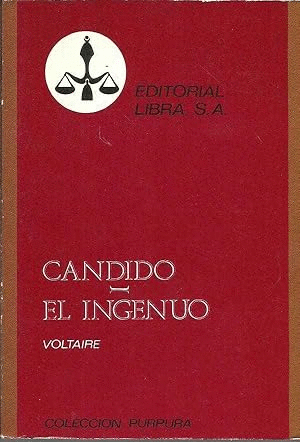 EDITORIAL
LIBRA, S.A.
CANDIDO
EL INGENUO
VOLTAIRE
COLECCION PURPURA